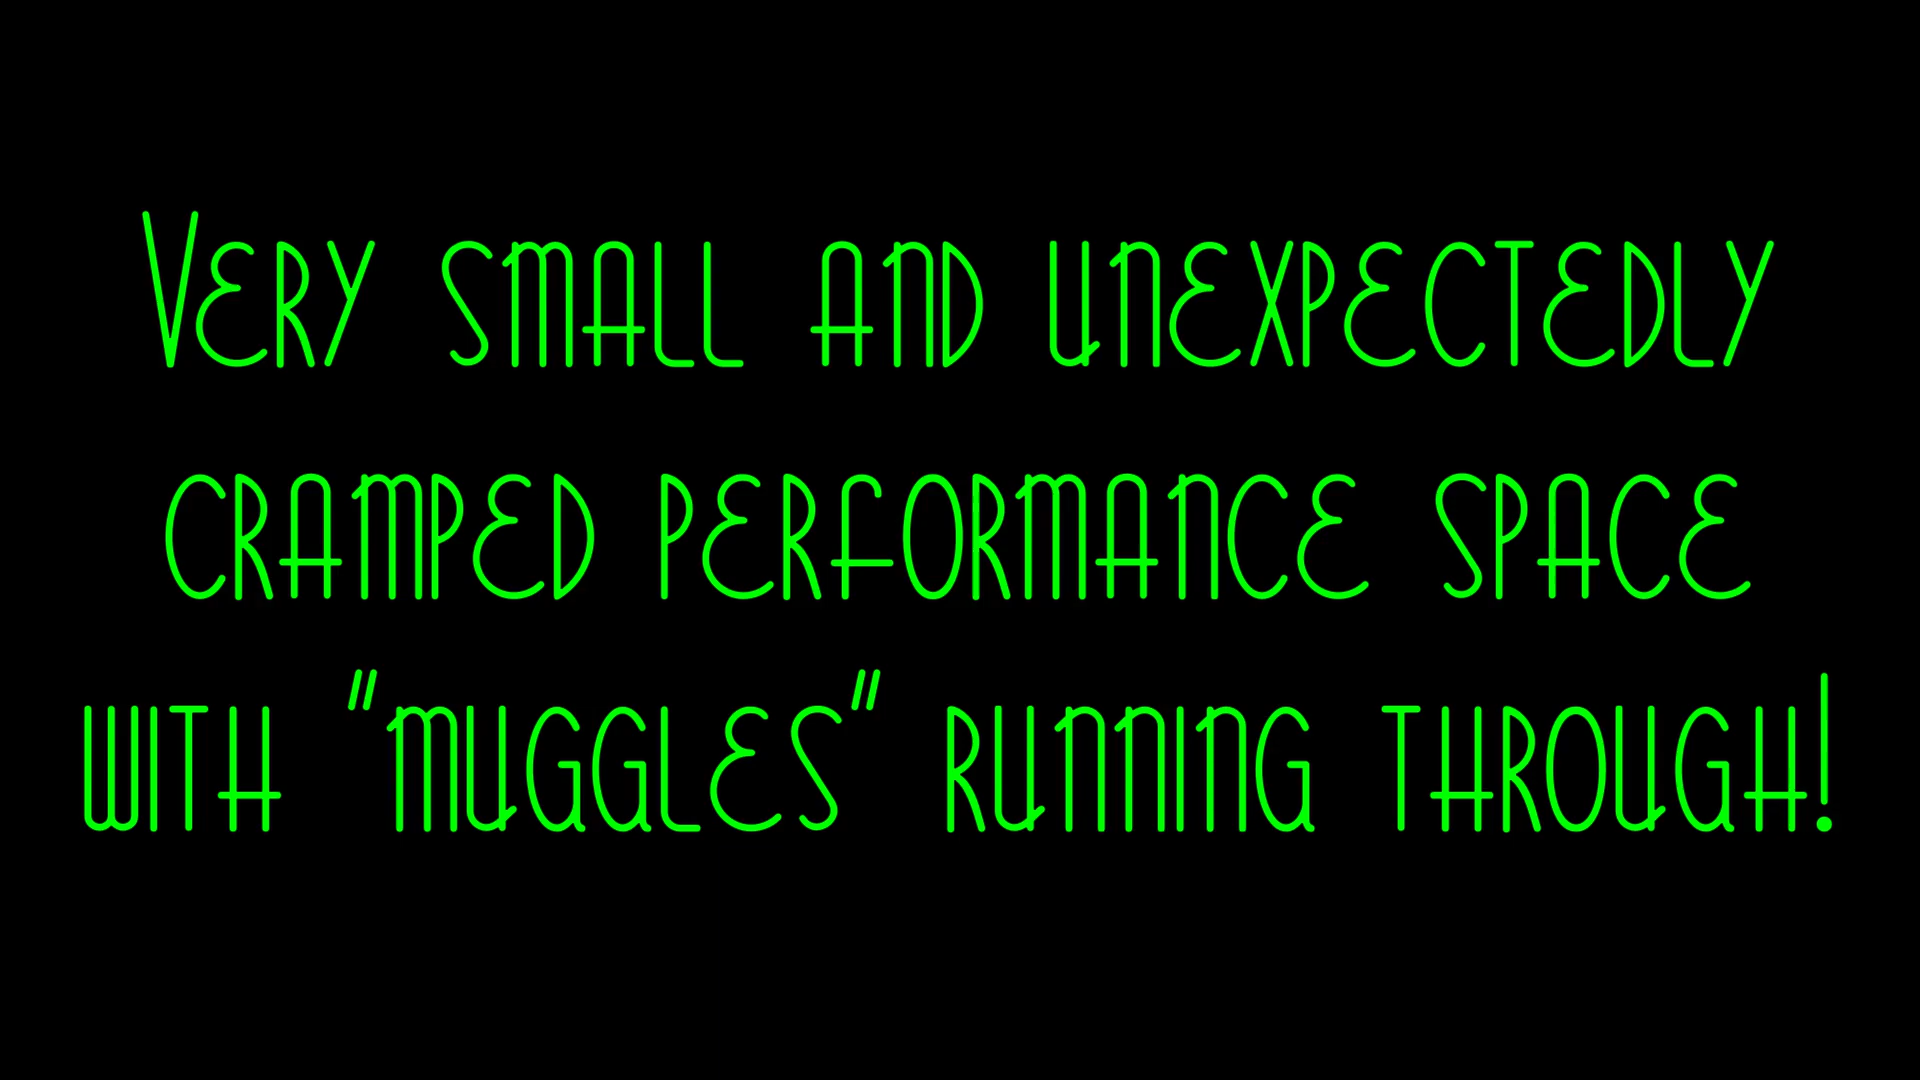 Very small and unexpectedly
cramped performance space
with "muggles" running through!